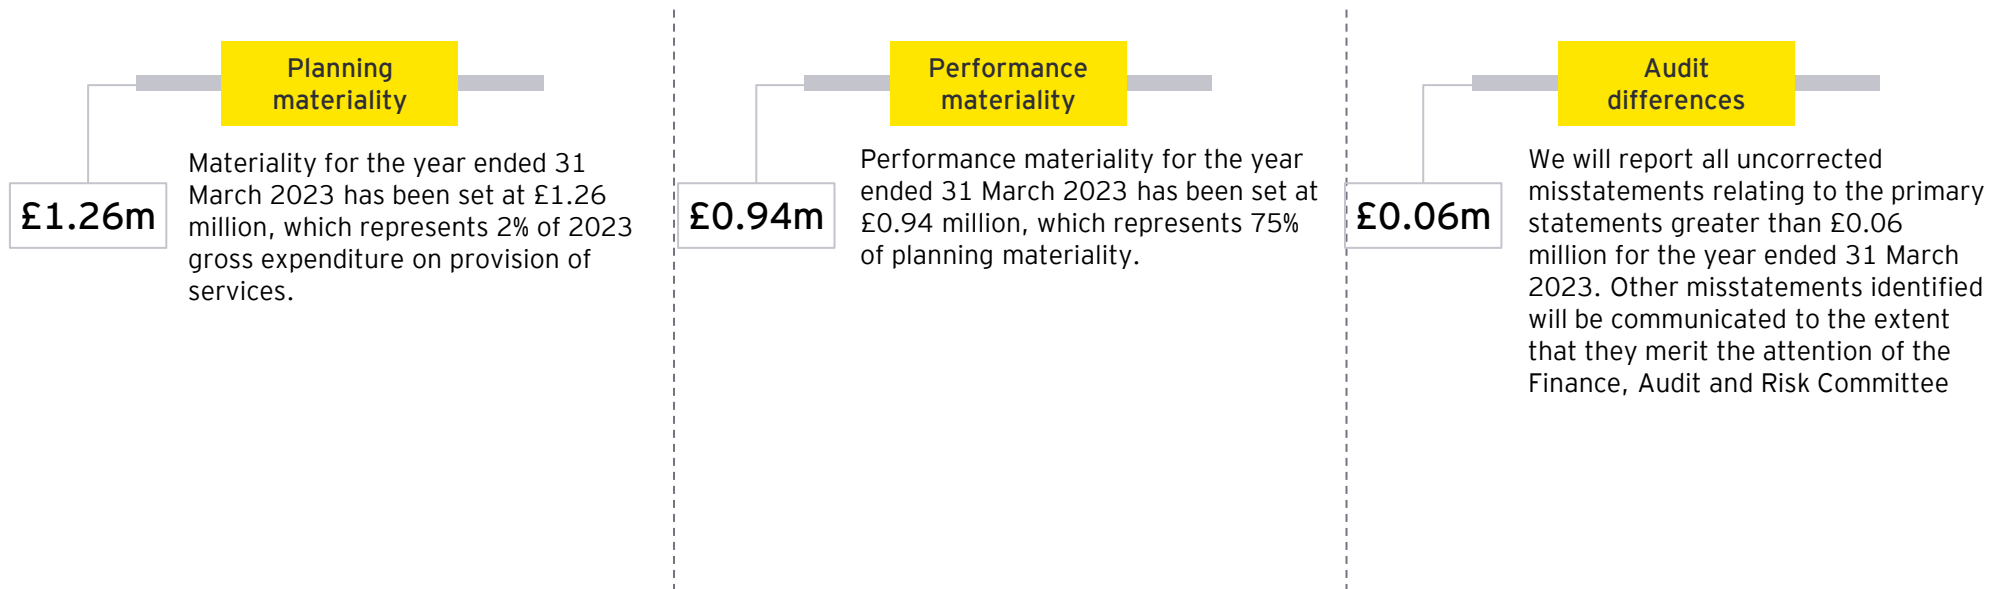 Planning
materiality
£1.26m
Materiality for the year ended 31
March 2023 has been set at £1.26
million, which represents 2% of 2023
gross expenditure on provision of
services.
Performance
materiality
£0.94m
Performance materiality for the year
ended 31 March 2023 has been set at
£0.94 million, which represents 75%
of planning materiality.
Audit
differences
£0.06m
We will report all uncorrected
misstatements relating to the primary
statements greater than £0.06
million for the year ended 31 March
2023. Other misstatements identified
will be communicated to the extent
that they merit the attention of the
Finance, Audit and Risk Committee